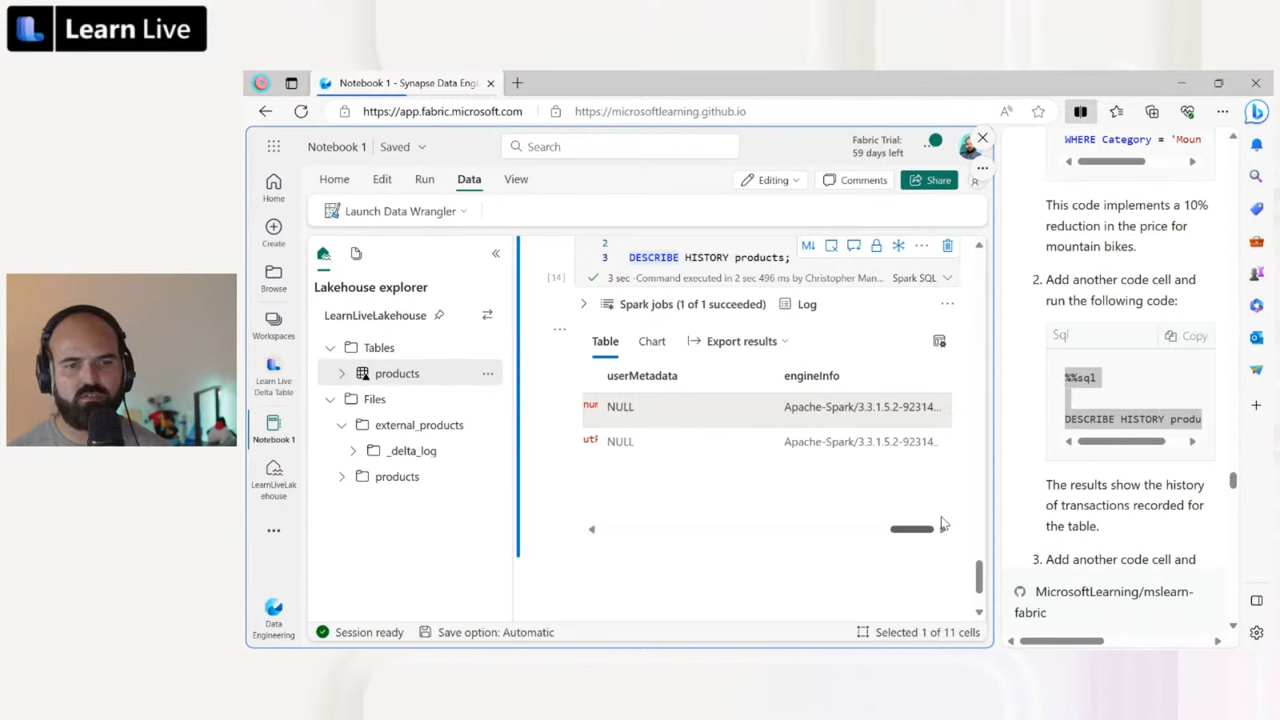 Learn Live
Notebook 1 - Synapse Data Engi
https://app.fabric.microsoft.com
https://microsoftlearning.github.io
Notebook 1 Saved
Search
Fabric Trial:
59 days left
Home Edit Run Data View
Editing
Comments
Share
Launch Data Wrangler
Home
Create
Browse
Workspaces
Learn Live
Delta Table
Notebook 1
LearnLiveLak
ehouse
Data
Engineering
Lakehouse explorer
LearnLiveLakehouse
Tables
products
Files
external_products
_delta_log
products
2
3 DESCRIBE HISTORY products;
[14]
3 sec -Command executed in 2 sec 496 ms by Christopher Man... Spark SQL
Spark jobs (1 of 1 succeeded) Log
Table Chart Export results
userMetadata engineInfo
NULL Apache-Spark/3.3.1.5.2-92314...
NULL Apache-Spark/3.3.1.5.2-92314..
Session ready Save option: Automatic Selected 1 of 11 cells
WHERE Category = 'Moun
This code implements a 10%
reduction in the price for
mountain bikes.
2. Add another code cell and
run the following code:
Sql Copy
%%sql
DESCRIBE HISTORY produ
The results show the history
of transactions recorded for
the table.
3. Add another code cell and
MicrosoftLearning/mslearn-
fabric